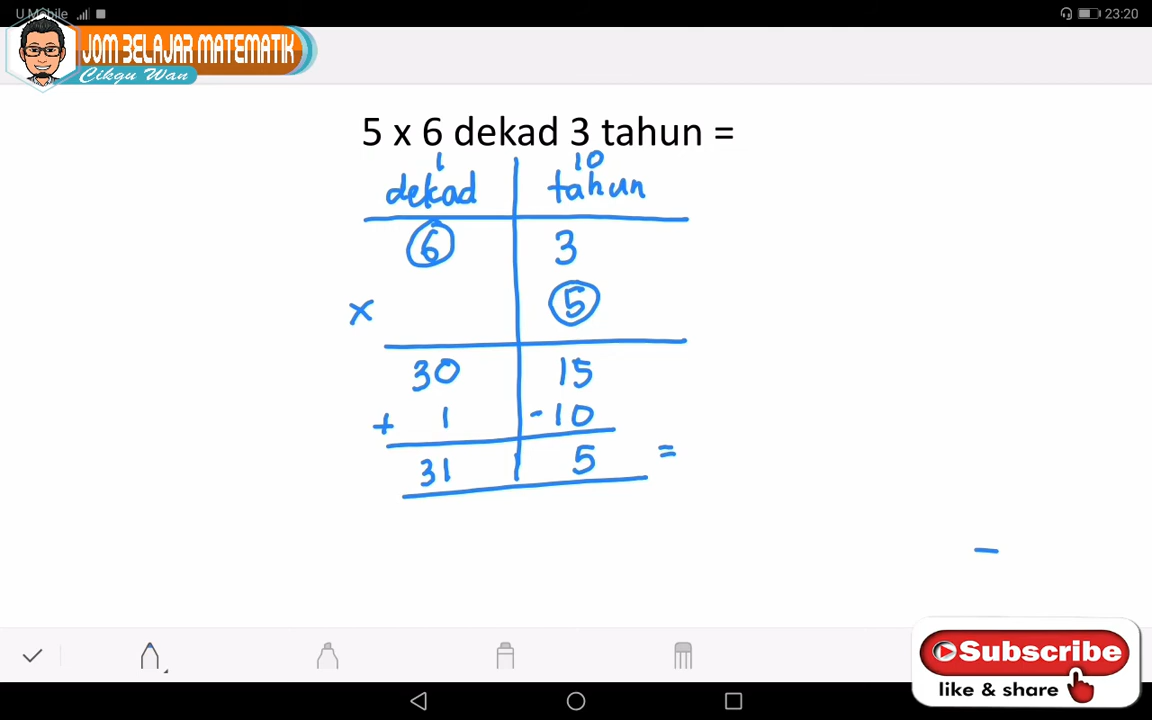 U Mobile 23:20
JOM BELAJAR MATEMATIK
Cikgu Wan
5 x 6 dekad 3 tahun =
1 10
dekad tahun
6 3
x 5
30 15
+ 1 - 10
31 5 =
Subscribe
like & share